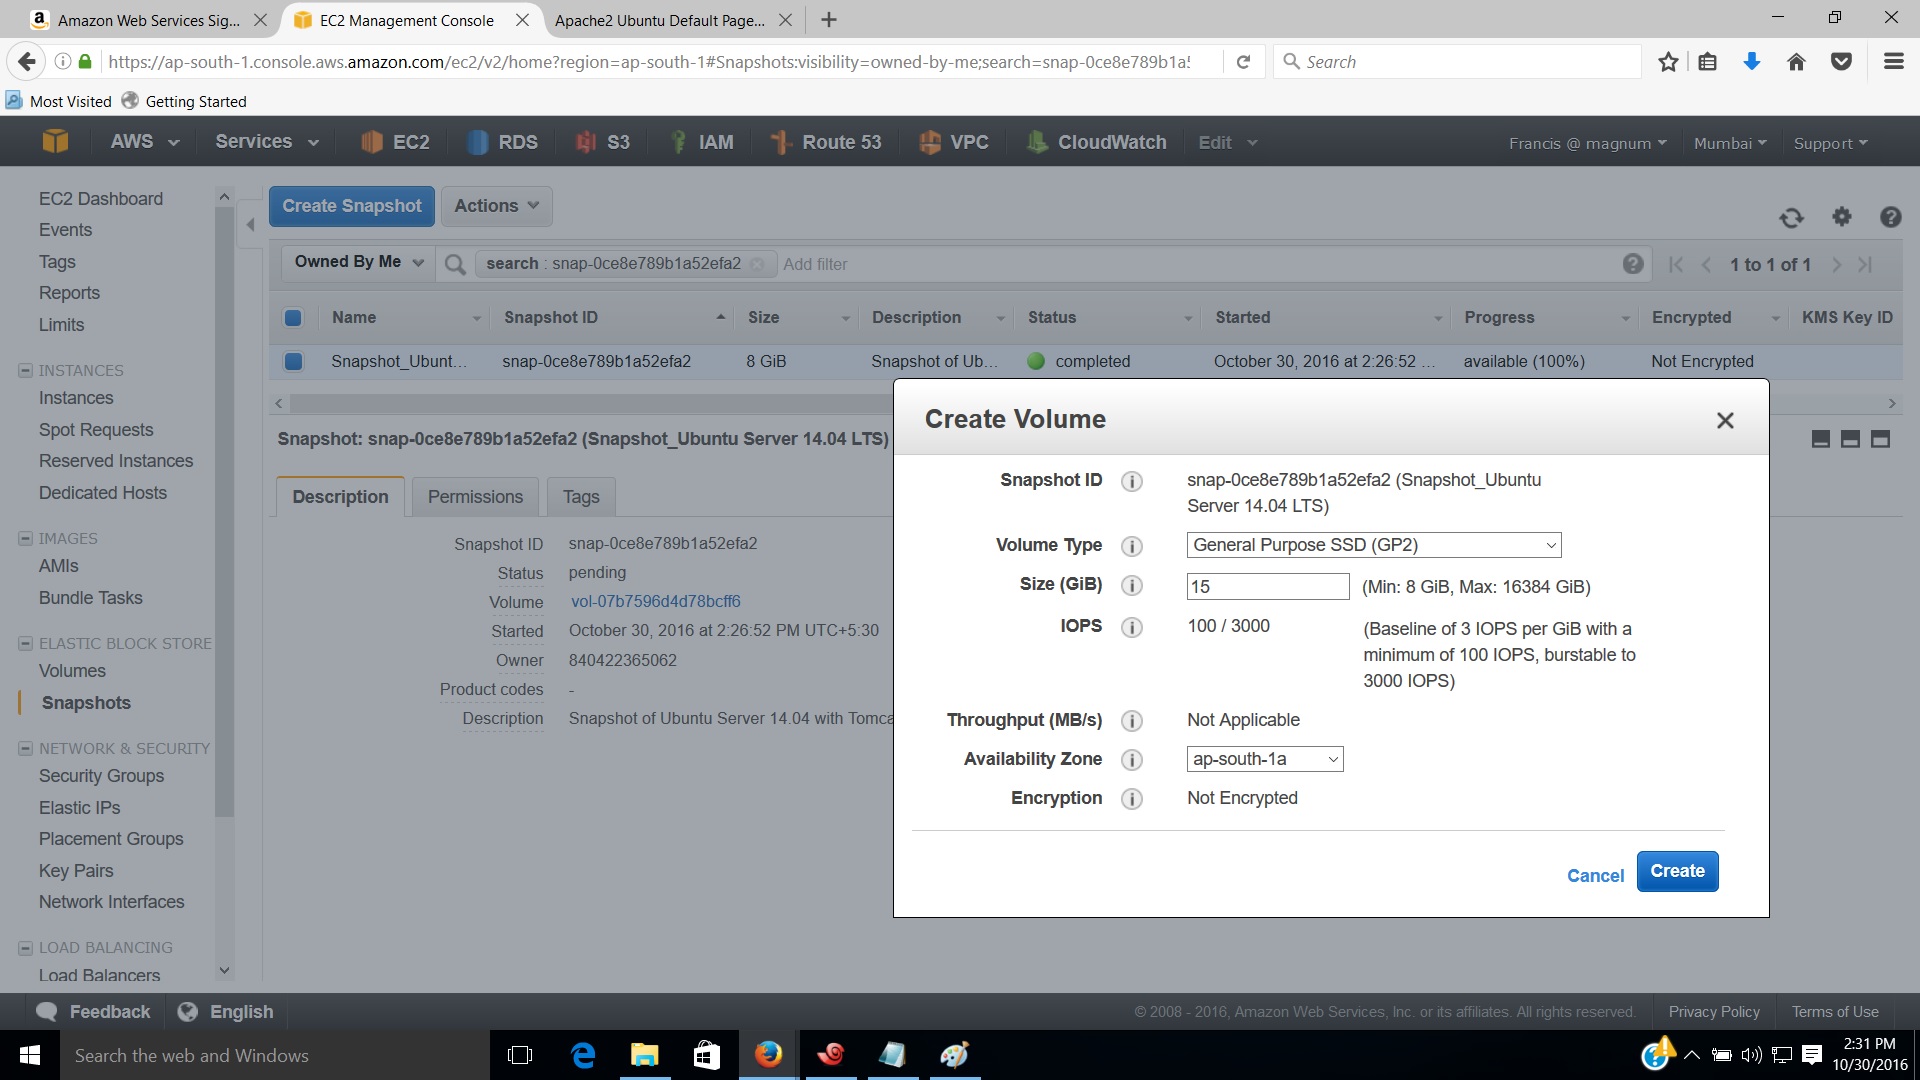 Amazon Web Services Sig...
EC2 Management Console
Apache2 Ubuntu Default Page...
https://ap-south-1.console.aws.amazon.com/ec2/v2/home?region=ap-south-1#Snapshots:visibility=owned-by-me;search=snap-0ce8e789b1a5
Search
Most Visited
Getting Started
AWS
Services
EC2
RDS
S3
IAM
Route 53
VPC
CloudWatch
Edit
Francis @ magnum
Mumbai
Support
EC2 Dashboard
Events
Tags
Reports
Limits
INSTANCES
Instances
Spot Requests
Reserved Instances
Dedicated Hosts
IMAGES
AMIs
Bundle Tasks
ELASTIC BLOCK STORE
Volumes
Snapshots
NETWORK & SECURITY
Security Groups
Elastic IPs
Placement Groups
Key Pairs
Network Interfaces
LOAD BALANCING
Load Balancers
Create Snapshot
Actions
Owned By Me
search : snap-0ce8e789b1a52efa2
Add filter
1 to 1 of 1
Name Snapshot ID Size Description Status Started Progress Encrypted KMS Key ID
Snapshot_Ubunt... snap-0ce8e789b1a52efa2 8 GiB Snapshot of Ub... completed October 30, 2016 at 2:26:52 ... available (100%) Not Encrypted
Snapshot: snap-0ce8e789b1a52efa2 (Snapshot_Ubuntu Server 14.04 LTS)
Description
Permissions
Tags
Snapshot ID snap-0ce8e789b1a52efa2
Status pending
Volume vol-07b7596d4d78bcff6
Started October 30, 2016 at 2:26:52 PM UTC+5:30
Owner 840422365062
Product codes -
Description Snapshot of Ubuntu Server 14.04 with Tomca
Create Volume
Snapshot ID snap-0ce8e789b1a52efa2 (Snapshot_Ubuntu
Server 14.04 LTS)
Volume Type General Purpose SSD (GP2)
Size (GiB) 15 (Min: 8 GiB, Max: 16384 GiB)
IOPS 100 / 3000 (Baseline of 3 IOPS per GiB with a
minimum of 100 IOPS, burstable to
3000 IOPS)
Throughput (MB/s) Not Applicable
Availability Zone ap-south-1a
Encryption Not Encrypted
Cancel
Create
Feedback
English
© 2008 - 2016, Amazon Web Services, Inc. or its affiliates. All rights reserved.
Privacy Policy
Terms of Use
Search the web and Windows
2:31 PM
10/30/2016